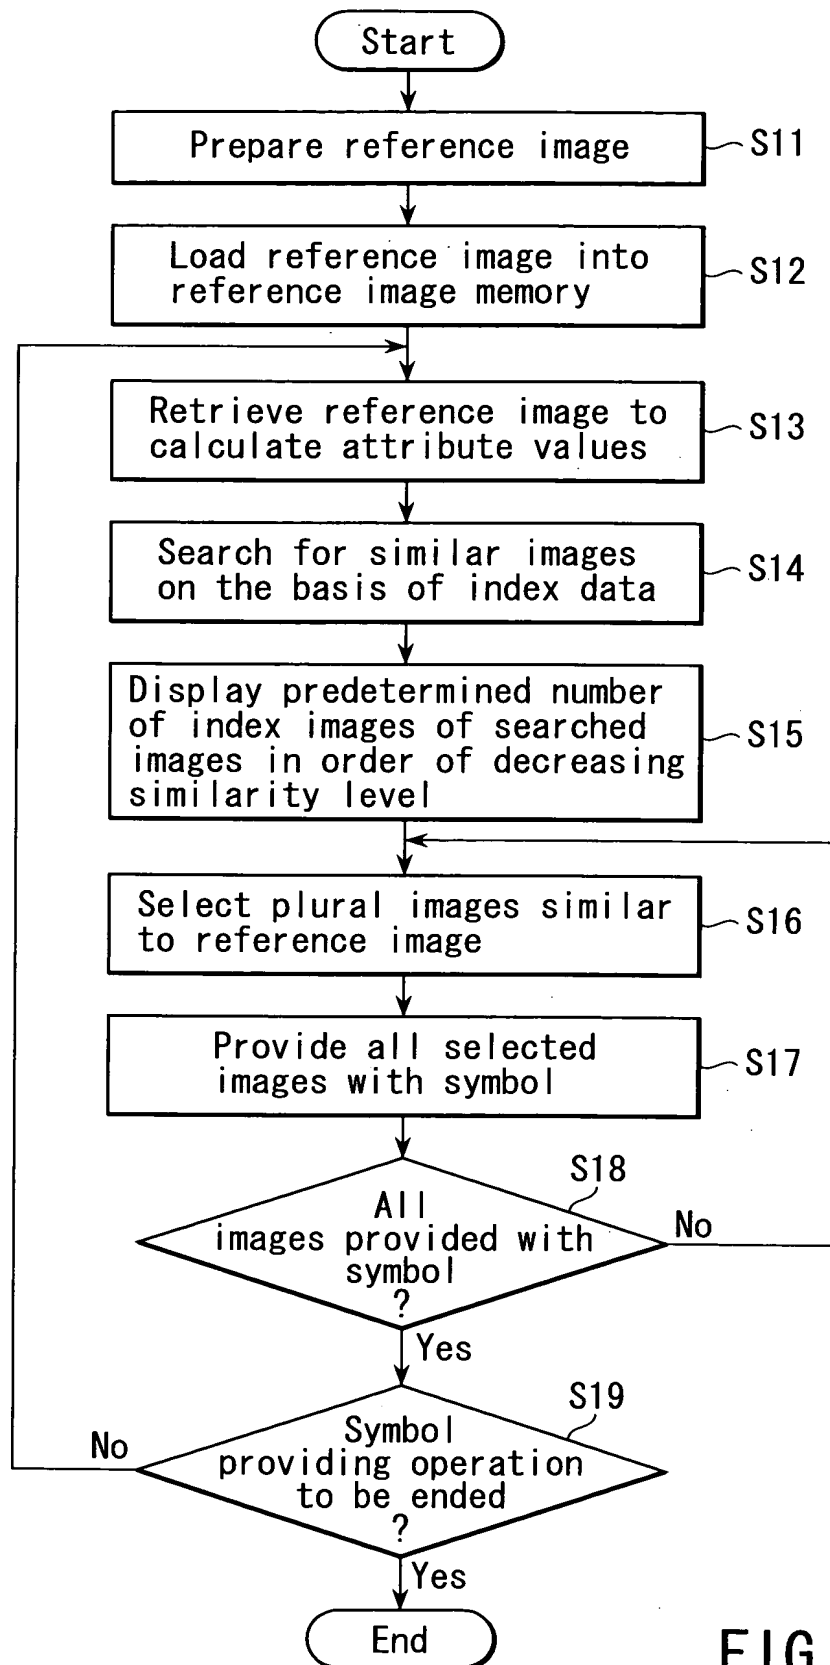 Start
Prepare reference image
S11
Load reference image into
reference image memory
S12
Retrieve reference image to
calculate attribute values
S13
Search for similar images
on the basis of index data
S14
Display predetermined number
of index images of searched
images in order of decreasing
similarity level
S15
Select plural images similar
to reference image
S16
Provide all selected
images with symbol
S17
S18
All
images provided with
symbol
?
No
Yes
S19
Symbol
providing operation
to be ended
?
No
Yes
End
FIG